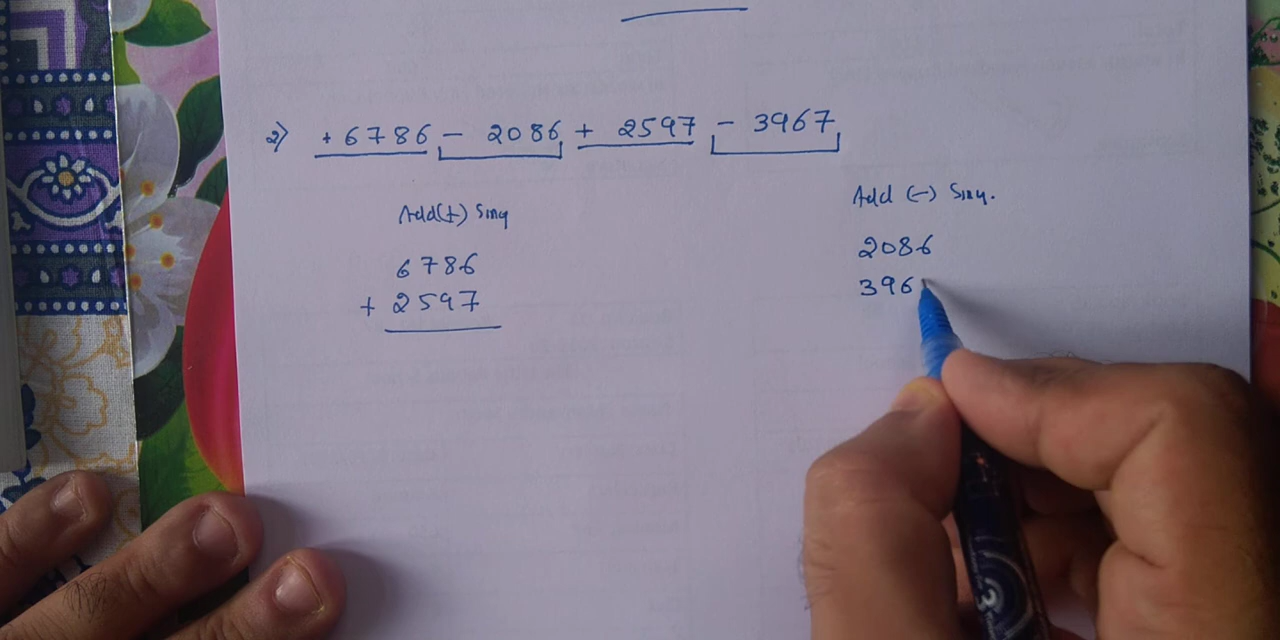 2) +6786 - 2086 + 2597 - 3967
Add(+) Sing
6786
+ 2597
Add (-) Sing.
2086
396